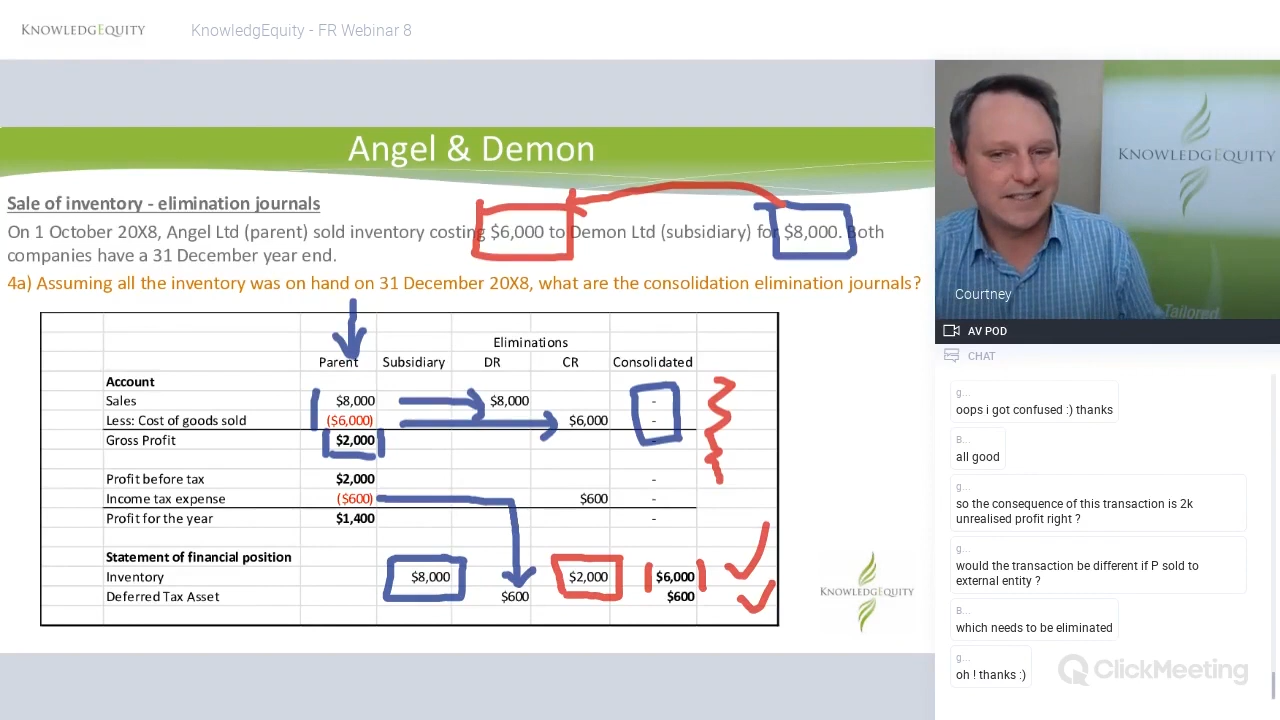 KNOWLEDGEQUITY
KnowledgEquity - FR Webinar 8
Angel & Demon
Sale of inventory - elimination journals
On 1 October 20X8, Angel Ltd (parent) sold inventory costing $6,000 to Demon Ltd (subsidiary) for $8,000. Both
companies have a 31 December year end.
4a) Assuming all the inventory was on hand on 31 December 20X8, what are the consolidation elimination journals?
Eliminations
Parent Subsidiary DR CR Consolidated
Account
Sales $8,000 $8,000 -
Less: Cost of goods sold ($6,000) $6,000 -
Gross Profit $2,000 -
Profit before tax $2,000 -
Income tax expense ($600) $600 -
Profit for the year $1,400 -
Statement of financial position
Inventory $8,000 $2,000 $6,000
Deferred Tax Asset $600 $600
KNOWLEDGEQUITY
KNOWLEDGEQUITY
Tailored
Courtney
AV POD
CHAT
g...
oops i got confused :) thanks
B...
all good
g...
so the consequence of this transaction is 2k
unrealised profit right ?
g...
would the transaction be different if P sold to
external entity ?
B...
which needs to be eliminated
g...
oh ! thanks :)
ClickMeeting